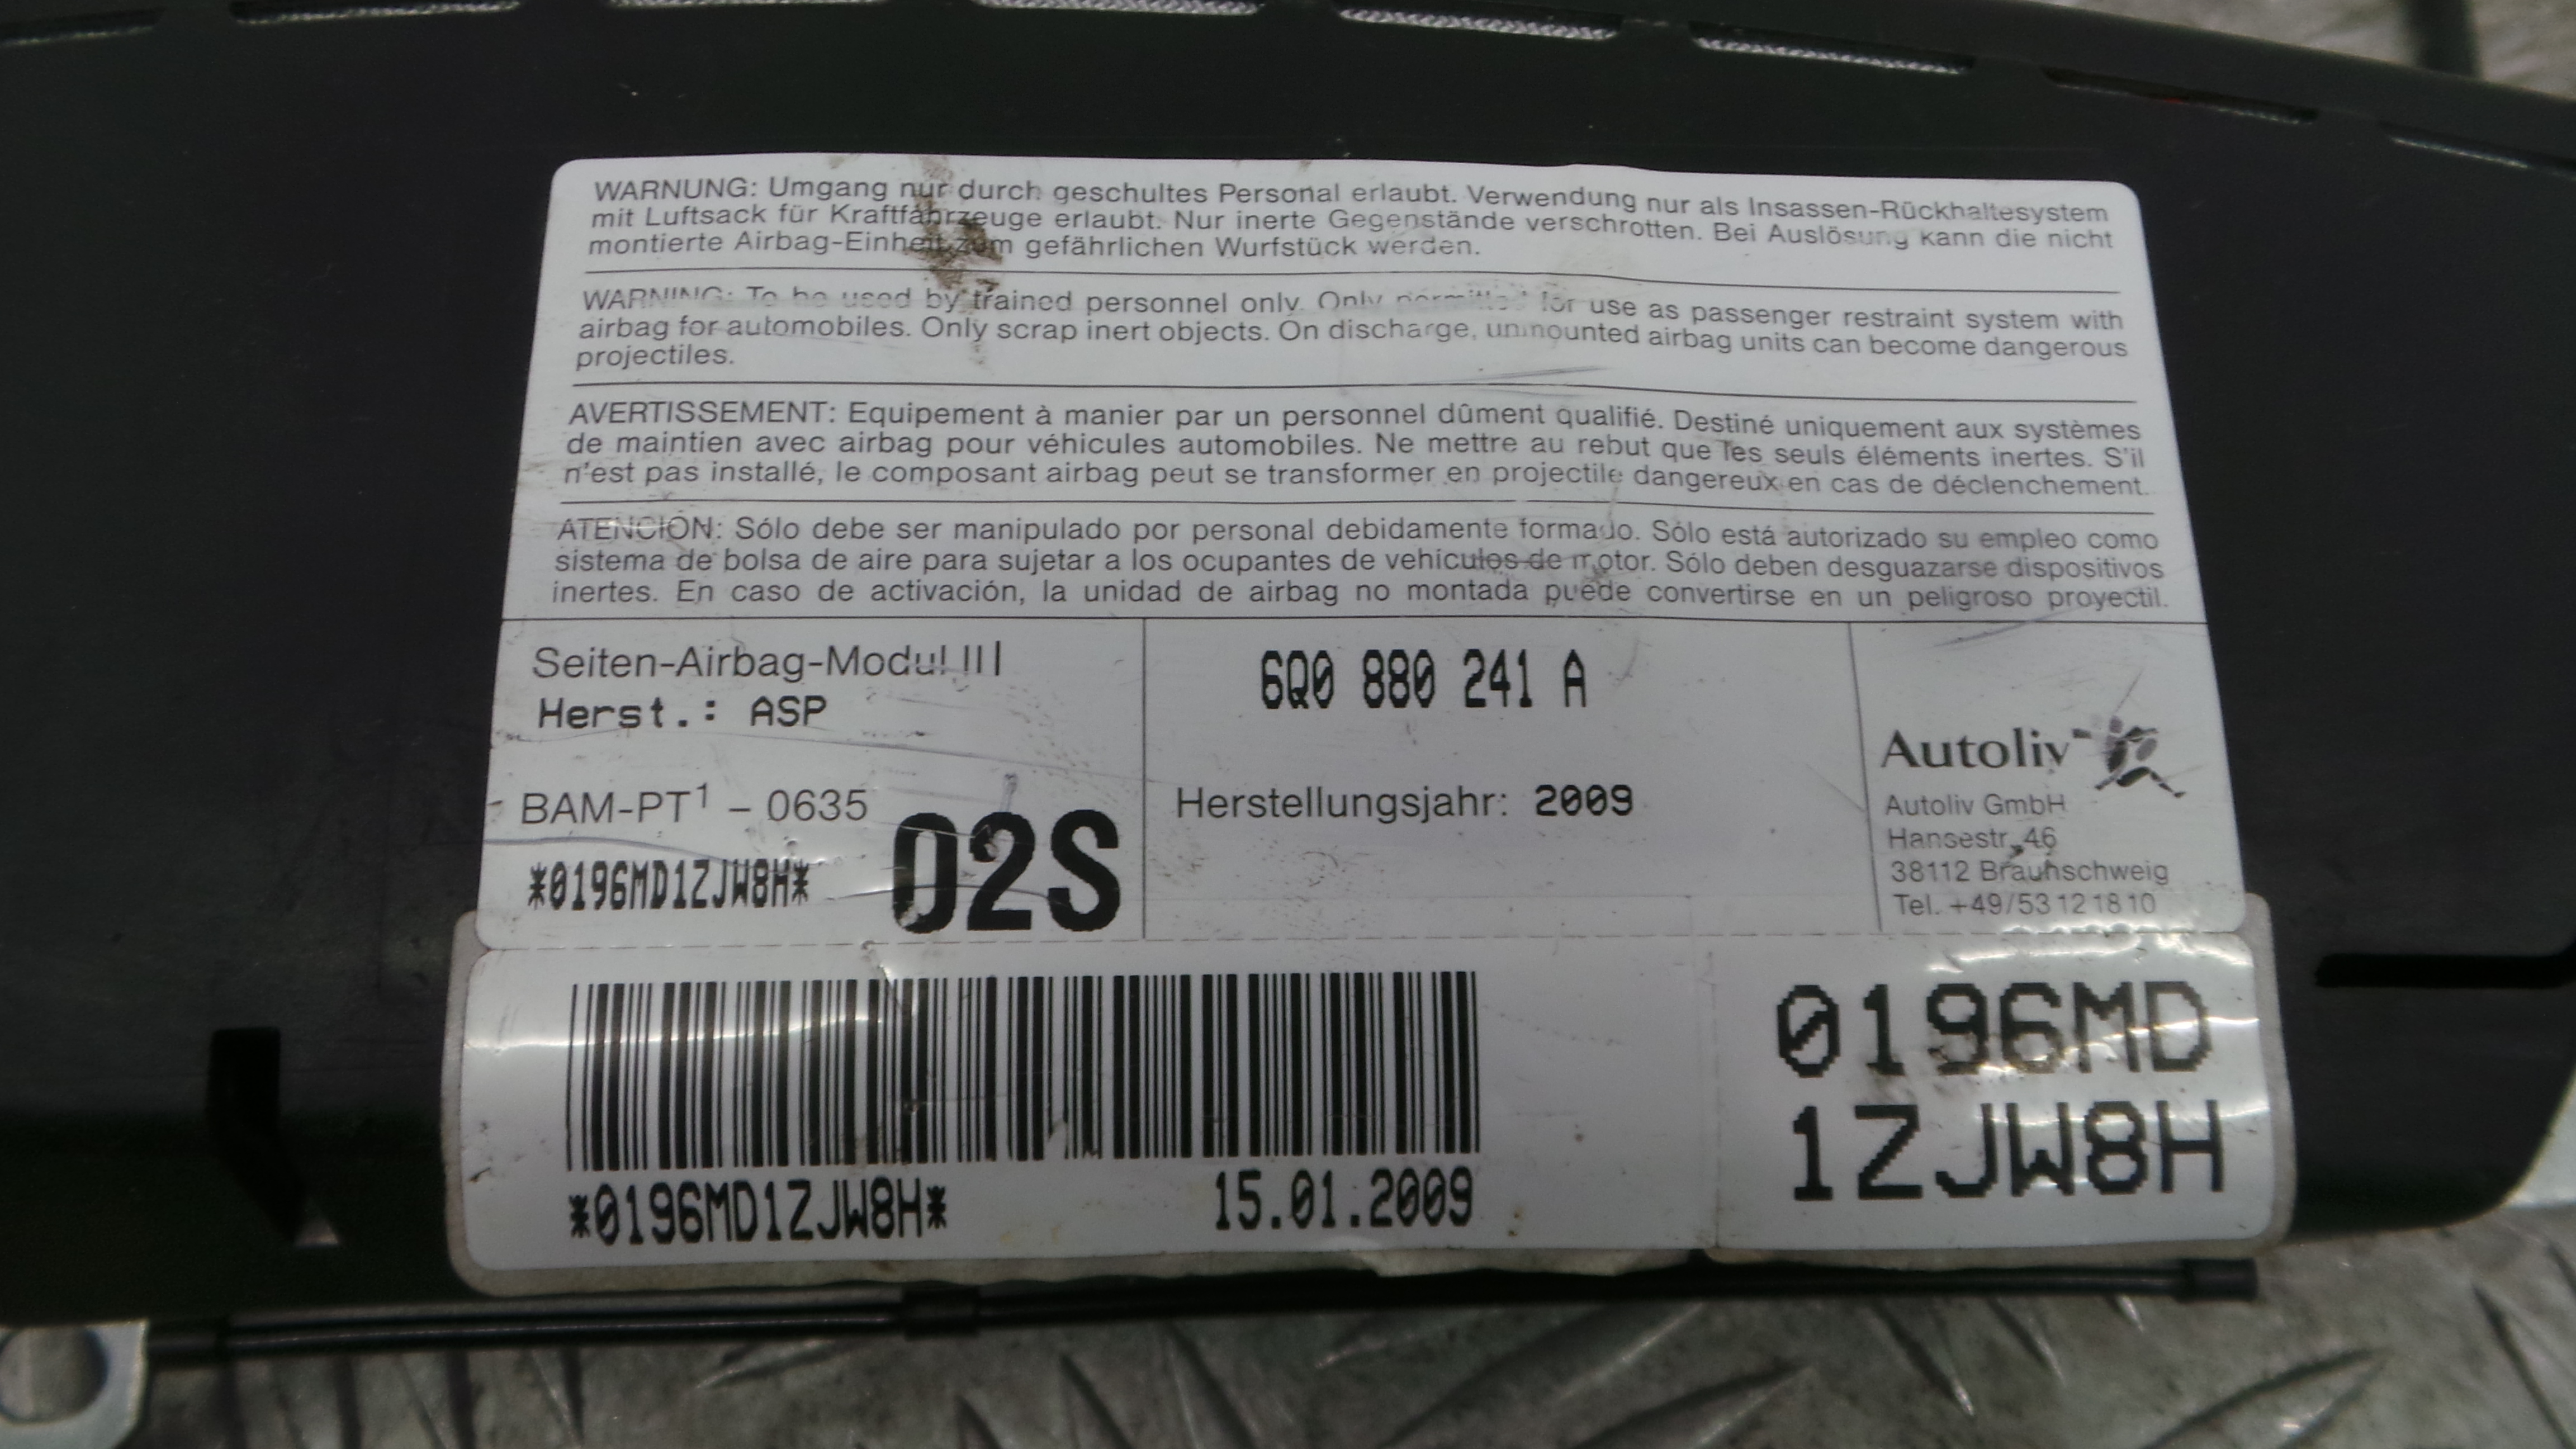 WARNUNG: Umgang nur durch geschultes Personal erlaubt. Verwendung nur als Insassen-Rückhaltesystem
mit Luftsack für Kraftfahrzeuge erlaubt. Nur inerte Gegenstände verschrotten. Bei Auslösung kann die nicht
montierte Airbag-Einheit zum gefährlichen Wurfstück werden.
WARNING: To be used by trained personnel only. Only permitted for use as passenger restraint system with
airbag for automobiles. Only scrap inert objects. On discharge, unmounted airbag units can become dangerous
projectiles.
AVERTISSEMENT: Equipement à manier par un personnel dûment qualifié. Destiné uniquement aux systèmes
de maintien avec airbag pour véhicules automobiles. Ne mettre au rebut que les seuls éléments inertes. S'il
n'est pas installé, le composant airbag peut se transformer en projectile dangereux en cas de déclenchement.
ATENCIÓN: Sólo debe ser manipulado por personal debidamente formado. Sólo está autorizado su empleo como
sistema de bolsa de aire para sujetar a los ocupantes de vehículos de motor. Sólo deben desguazarse dispositivos
inertes. En caso de activación, la unidad de airbag no montada puede convertirse en un peligroso proyectil.
Seiten-Airbag-Modul III
Herst.: ASP
BAM-PT1 - 0635
*0196MD1ZJW8H*
02S
6Q0 880 241 A
Herstellungsjahr: 2009
Autoliv
Autoliv GmbH
Hansestr. 46
38112 Braunschweig
Tel. +49/53 12 18 10
*0196MD1ZJW8H*
15.01.2009
0196MD
1ZJW8H